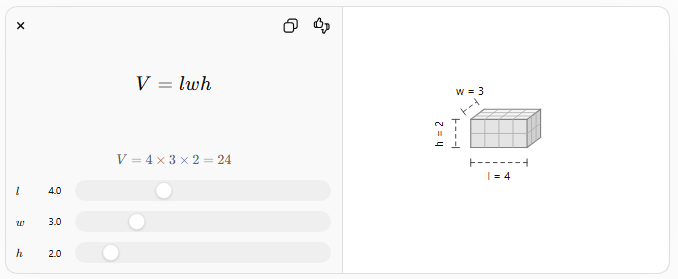 V = lwh
V = 4 × 3 × 2 = 24
l 4.0
w 3.0
h 2.0
w = 3
h = 2
l = 4